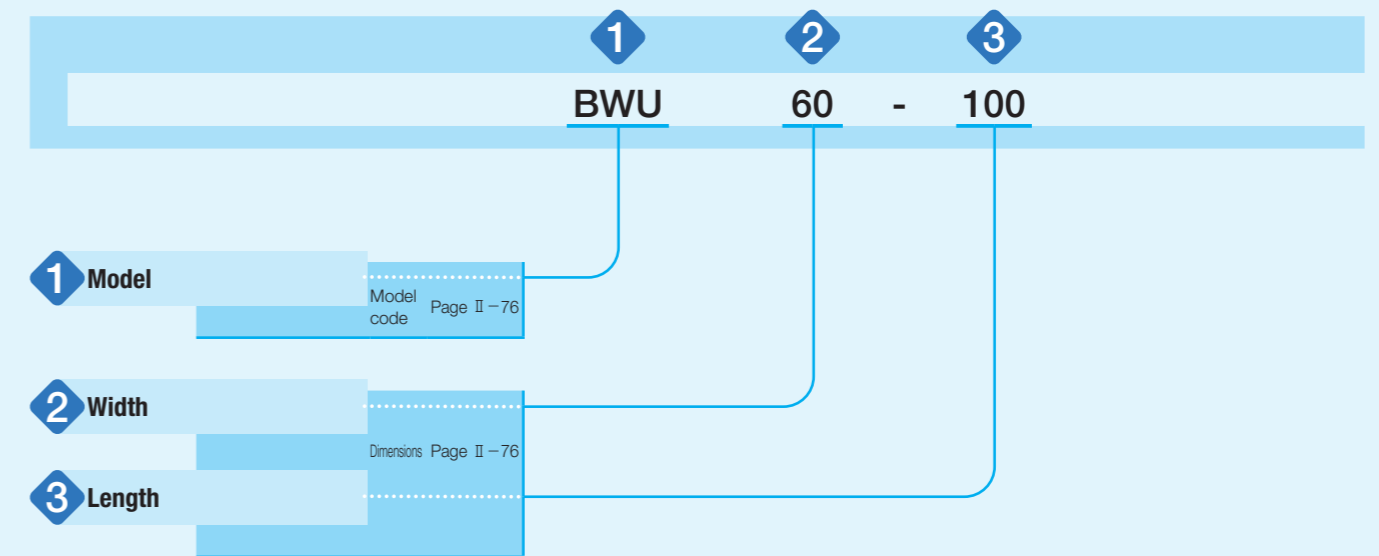 1 2 3
BWU 60 - 100
1 Model
Model
code
Page Ⅱ-76
2 Width
Dimensions Page Ⅱ-76
3 Length